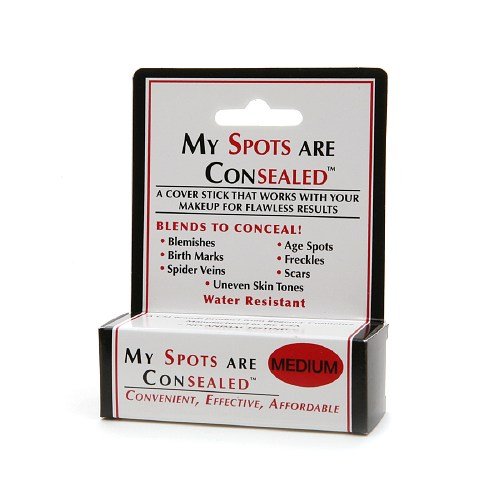 MY SPOTS ARE
CONSEALED™
A COVER STICK THAT WORKS WITH YOUR
MAKEUP FOR FLAWLESS RESULTS
BLENDS TO CONCEAL!
• Blemishes • Age Spots
• Birth Marks • Freckles
• Spider Veins • Scars
• Uneven Skin Tones
Water Resistant
MY SPOTS ARE
CONSEALED™
MEDIUM
CONVENIENT, EFFECTIVE, AFFORDABLE